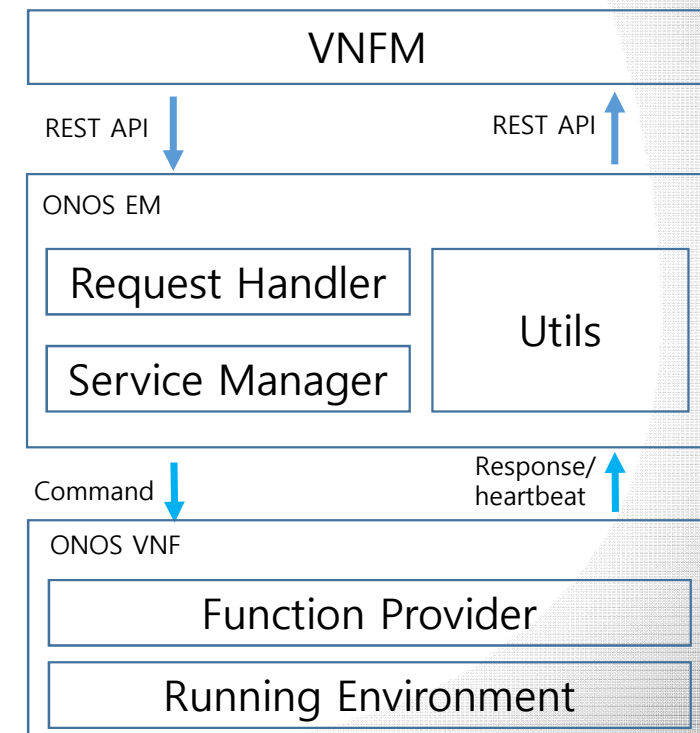 VNFM
REST API
REST API
ONOS EM
Request Handler
Utils
Service Manager
Command
Response/
heartbeat
ONOS VNF
Function Provider
Running Environment